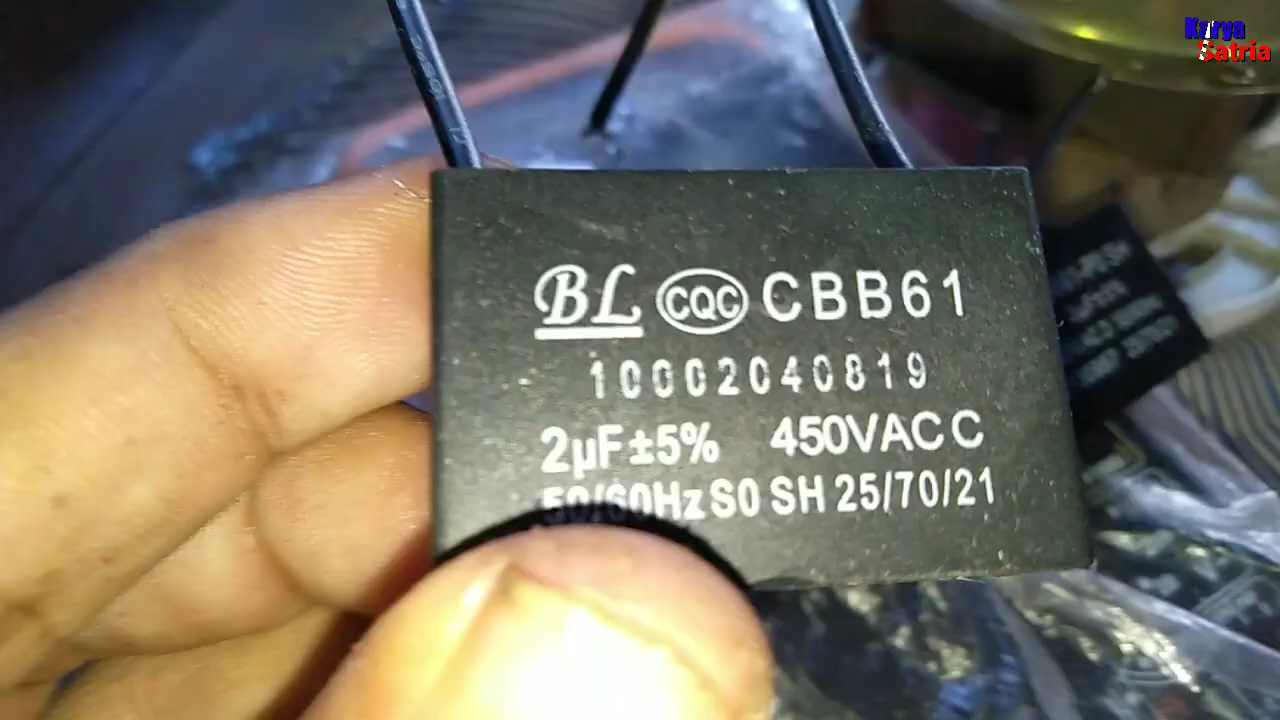 Karya
Satria
BL CQC CBB61
10002040819
2µF±5% 450VAC C
50/60Hz S0 SH 25/70/21